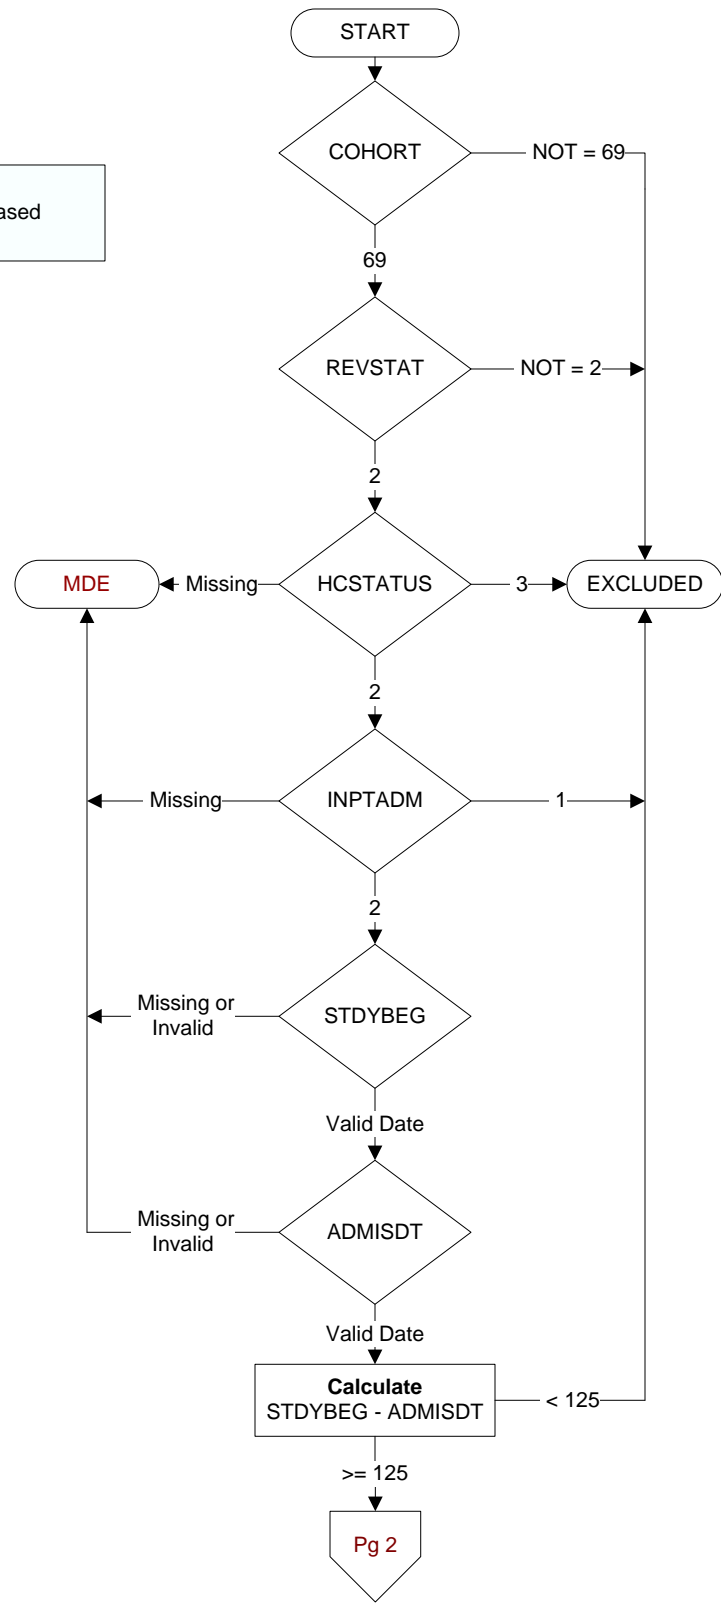 START
COHORT
NOT = 69
ased
69
REVSTAT
NOT = 2
2
MDE
Missing
HCSTATUS
3
EXCLUDED
2
Missing
INPTADM
1
2
Missing or
Invalid
STDYBEG
Valid Date
Missing or
Invalid
ADMISDT
Valid Date
Calculate
STDYBEG - ADMISDT
< 125
>= 125
Pg 2